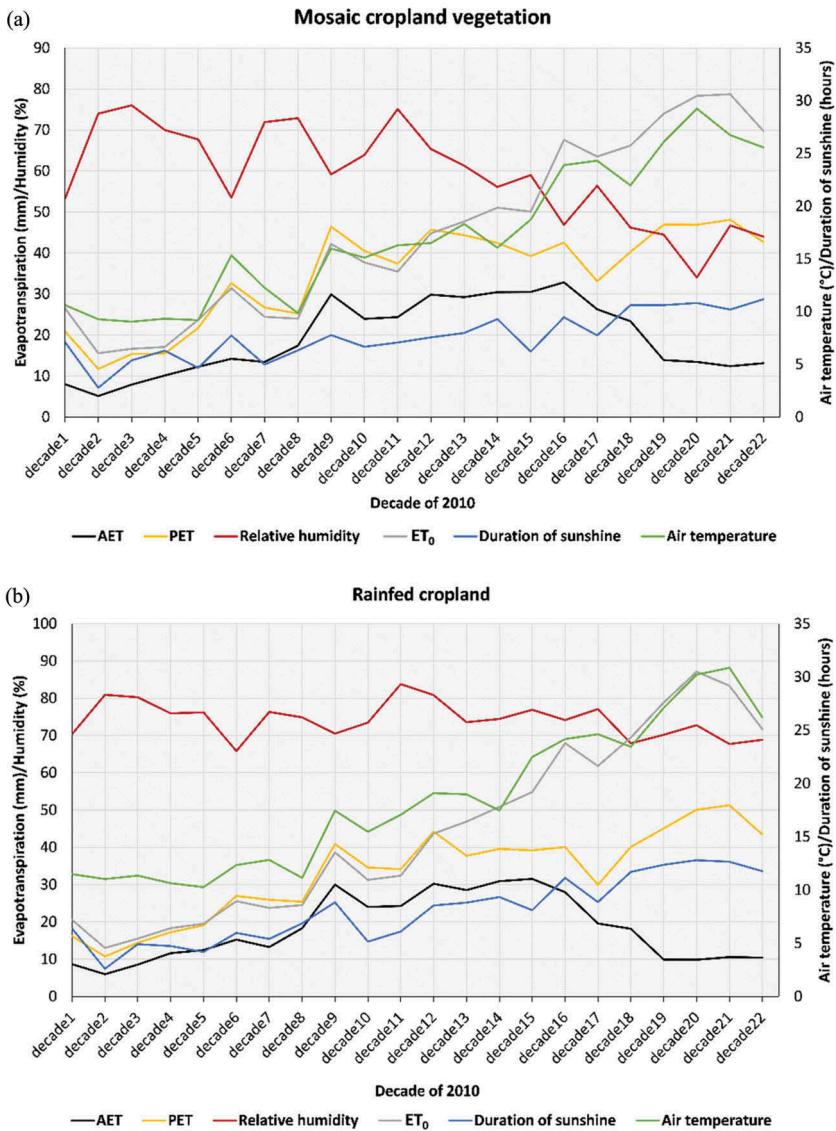 (a)
Mosaic cropland vegetation
Evapotranspiration (mm)/Humidity (%)
90
80
70
60
50
40
30
20
10
0
35
30
25
20
15
10
5
0
Air temperature (°C)/Duration of sunshine (hours)
decade1
decade2
decade3
decade4
decade5
decade6
decade7
decade8
decade9
decade10
decade11
decade12
decade13
decade14
decade15
decade16
decade17
decade18
decade19
decade20
decade21
decade22
Decade of 2010
AET PET Relative humidity ET₀ Duration of sunshine Air temperature
(b)
Rainfed cropland
Evapotranspiration (mm)/Humidity (%)
100
90
80
70
60
50
40
30
20
10
0
35
30
25
20
15
10
5
0
Air temperature (°C)/Duration of sunshine (hours)
decade1
decade2
decade3
decade4
decade5
decade6
decade7
decade8
decade9
decade10
decade11
decade12
decade13
decade14
decade15
decade16
decade17
decade18
decade19
decade20
decade21
decade22
Decade of 2010
AET PET Relative humidity ET₀ Duration of sunshine Air temperature